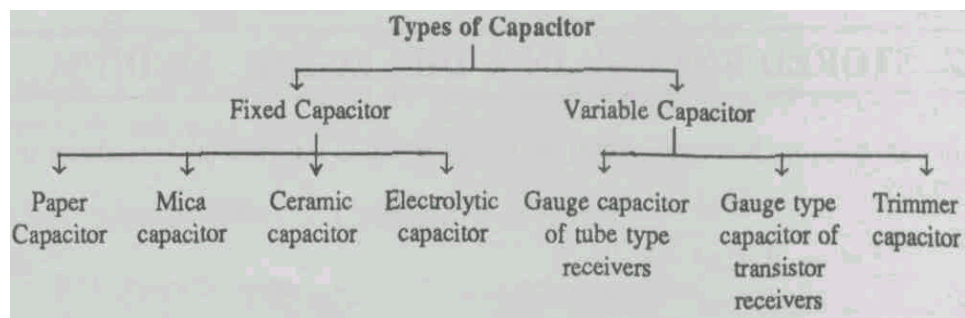 Types of Capacitor
Fixed Capacitor
Variable Capacitor
Paper
Capacitor
Mica
capacitor
Ceramic
capacitor
Electrolytic
capacitor
Gauge capacitor
of tube type
receivers
Gauge type
capacitor of
transistor
receivers
Trimmer
capacitor